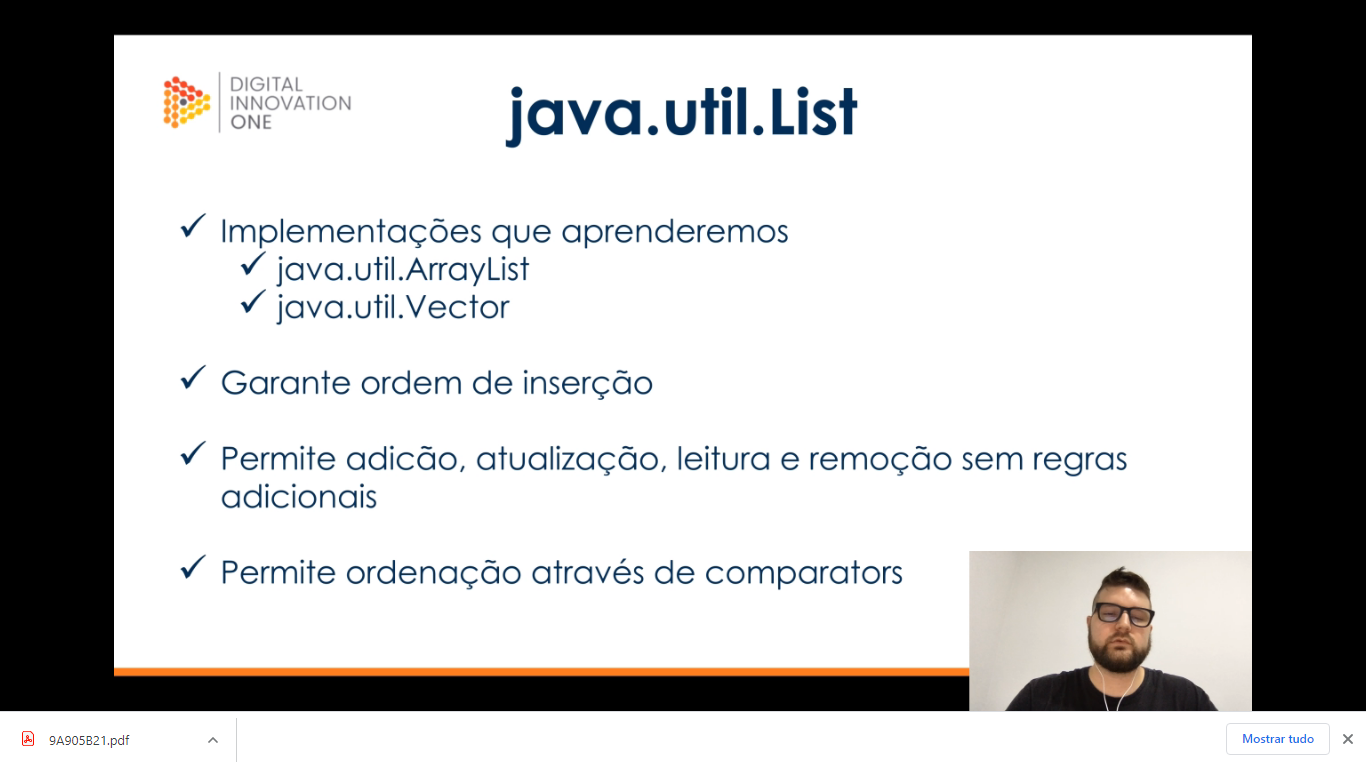 DIGITAL
INNOVATION
ONE
java.util.List
Implementações que aprenderemos
java.util.ArrayList
java.util.Vector
Garante ordem de inserção
Permite adicão, atualização, leitura e remoção sem regras
adicionais
Permite ordenação através de comparators
9A905B21.pdf
Mostrar tudo